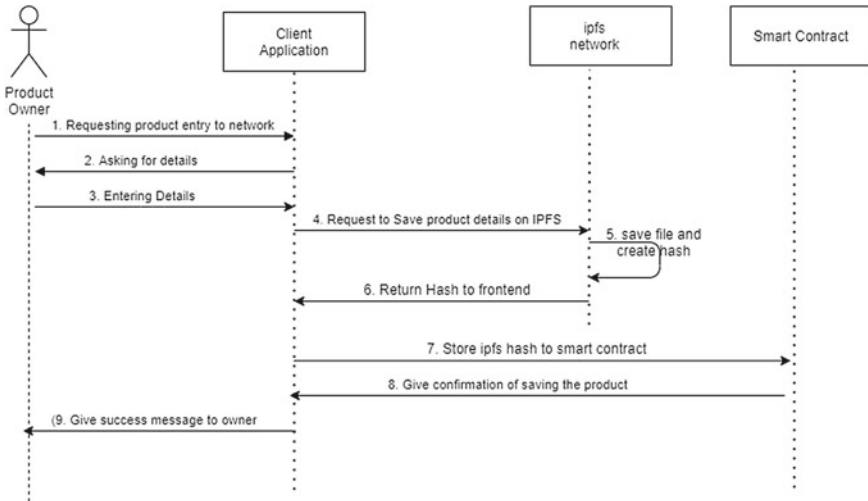 Client
Application
ipfs
network
Smart Contract
Product
Owner
1. Requesting product entry to network
2. Asking for details
3. Entering Details
4. Request to Save product details on IPFS
5. save file and
create hash
6. Return Hash to frontend
7. Store ipfs hash to smart contract
8. Give confirmation of saving the product
(9. Give success message to owner